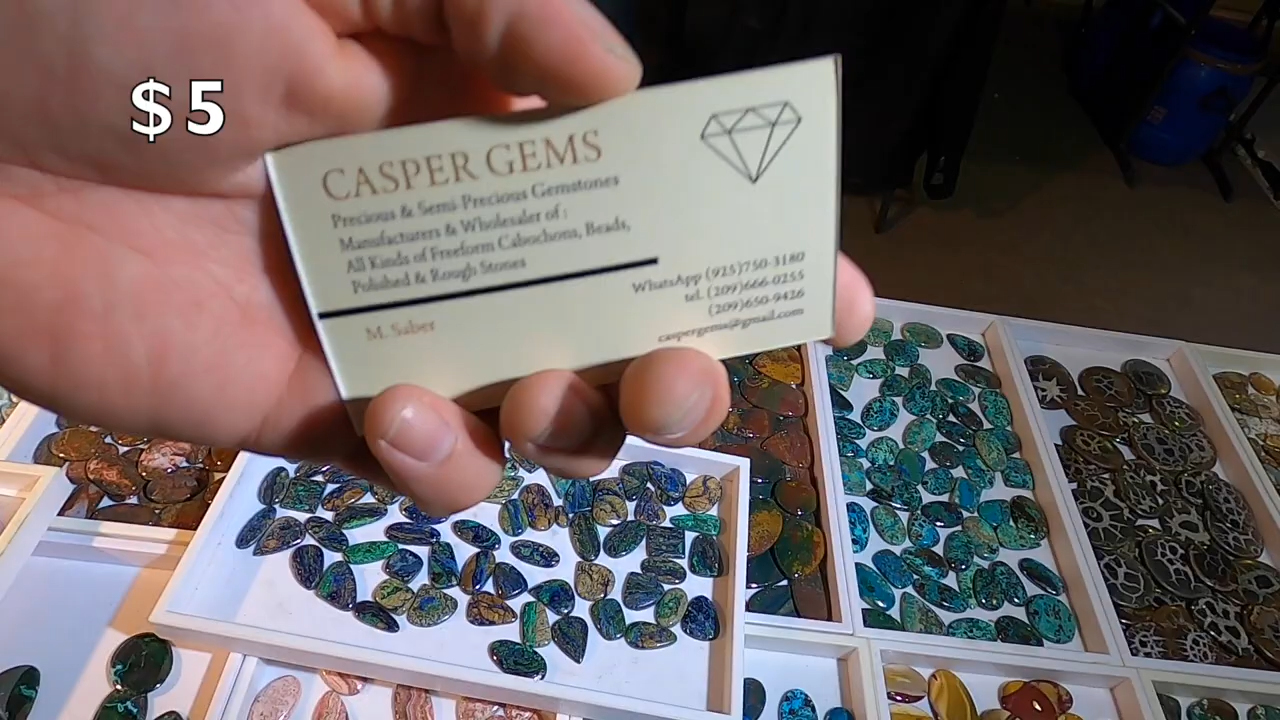 $5
CASPER GEMS
Precious & Semi-Precious Gemstones
Manufacturers & Wholesaler of :
All Kinds of Freeform Cabochons, Beads,
Polished & Rough Stones
M. Saber
WhatsApp (925)750-3180
tel. (209)666-0255
(209)650-9426
caspergems@gmail.com